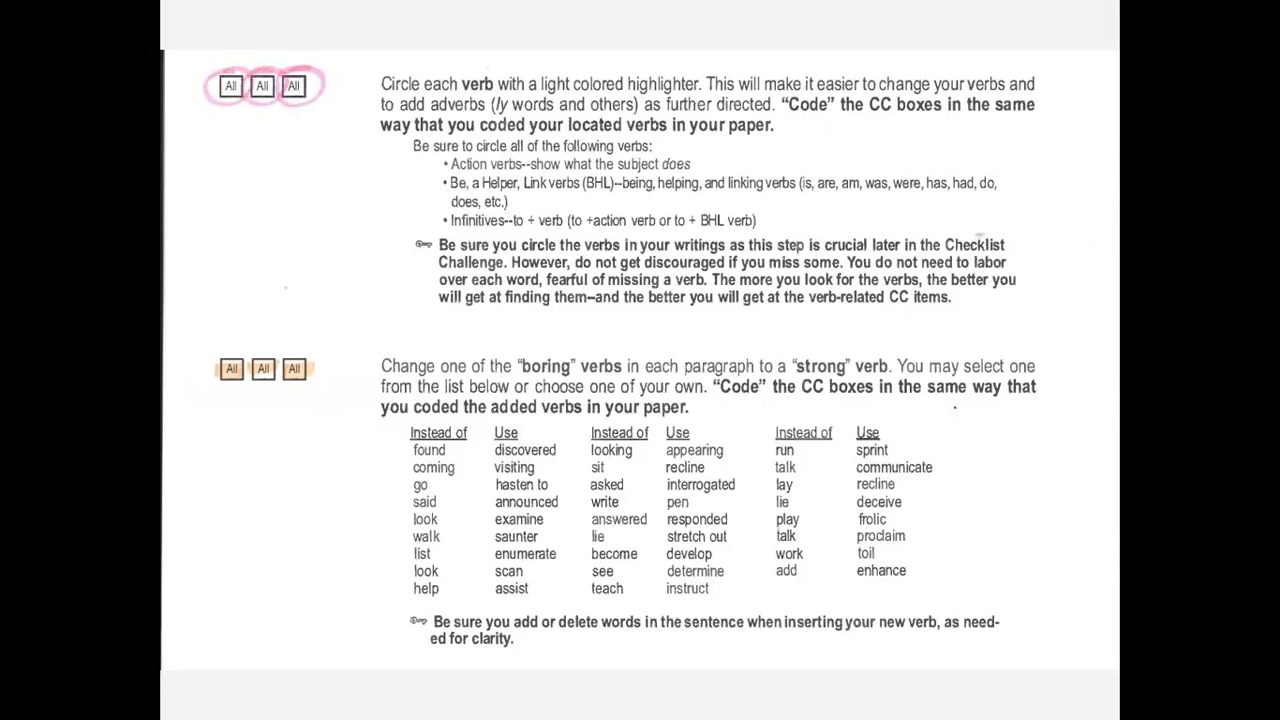 All All All
Circle each verb with a light colored highlighter. This will make it easier to change your verbs and
to add adverbs (ly words and others) as further directed. “Code” the CC boxes in the same
way that you coded your located verbs in your paper.
Be sure to circle all of the following verbs:
• Action verbs--show what the subject does
• Be, a Helper, Link verbs (BHL)--being, helping, and linking verbs (is, are, am, was, were, has, had, do,
does, etc.)
• Infinitives--to + verb (to +action verb or to + BHL verb)
Be sure you circle the verbs in your writings as this step is crucial later in the Checklist
Challenge. However, do not get discouraged if you miss some. You do not need to labor
over each word, fearful of missing a verb. The more you look for the verbs, the better you
will get at finding them--and the better you will get at the verb-related CC items.
All All All
Change one of the “boring” verbs in each paragraph to a “strong” verb. You may select one
from the list below or choose one of your own. “Code” the CC boxes in the same way that
you coded the added verbs in your paper.
Instead of Use Instead of Use Instead of Use
found discovered looking appearing run sprint
coming visiting sit recline talk communicate
go hasten to asked interrogated lay recline
said announced write pen lie deceive
look examine answered responded play frolic
walk saunter lie stretch out talk proclaim
list enumerate become develop work toil
look scan see determine add enhance
help assist teach instruct
Be sure you add or delete words in the sentence when inserting your new verb, as need-
ed for clarity.